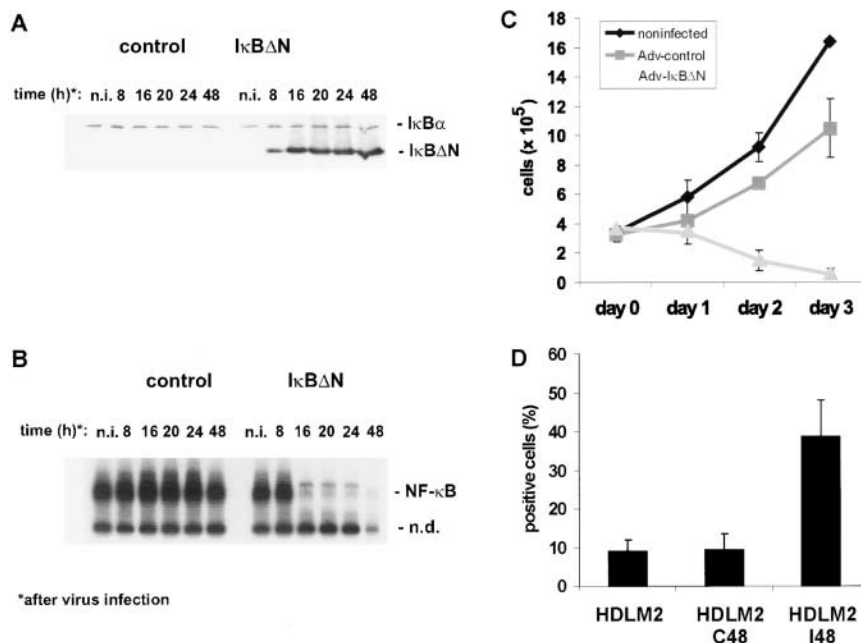 A
control IκBΔN
time (h)*: n.i. 8 16 20 24 48 n.i. 8 16 20 24 48
- IκBα
- IκBΔN
B
control IκBΔN
time (h)*: n.i. 8 16 20 24 48 n.i. 8 16 20 24 48
- NF-κB
- n.d.
*after virus infection
C
noninfected
Adv-control
Adv-IκBΔN
cells (x 10⁵)
18
16
14
12
10
8
6
4
2
0
day 0 day 1 day 2 day 3
D
positive cells (%)
60
50
40
30
20
10
0
HDLM2 HDLM2 HDLM2
C48 I48